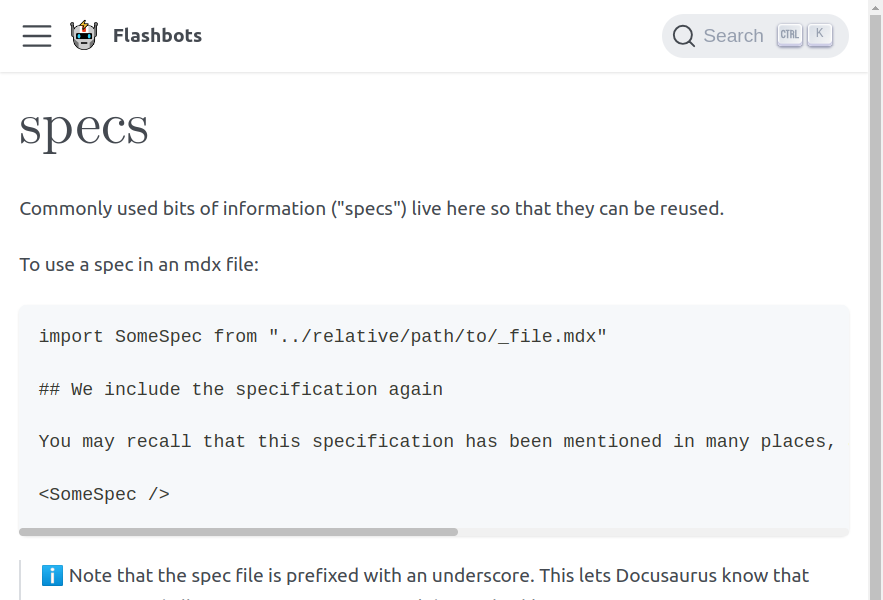 Flashbots
Search CTRL K
specs
Commonly used bits of information ("specs") live here so that they can be reused.
To use a spec in an mdx file:
import SomeSpec from "../relative/path/to/_file.mdx"
## We include the specification again
You may recall that this specification has been mentioned in many places,
<SomeSpec />
ℹ️ Note that the spec file is prefixed with an underscore. This lets Docusaurus know that